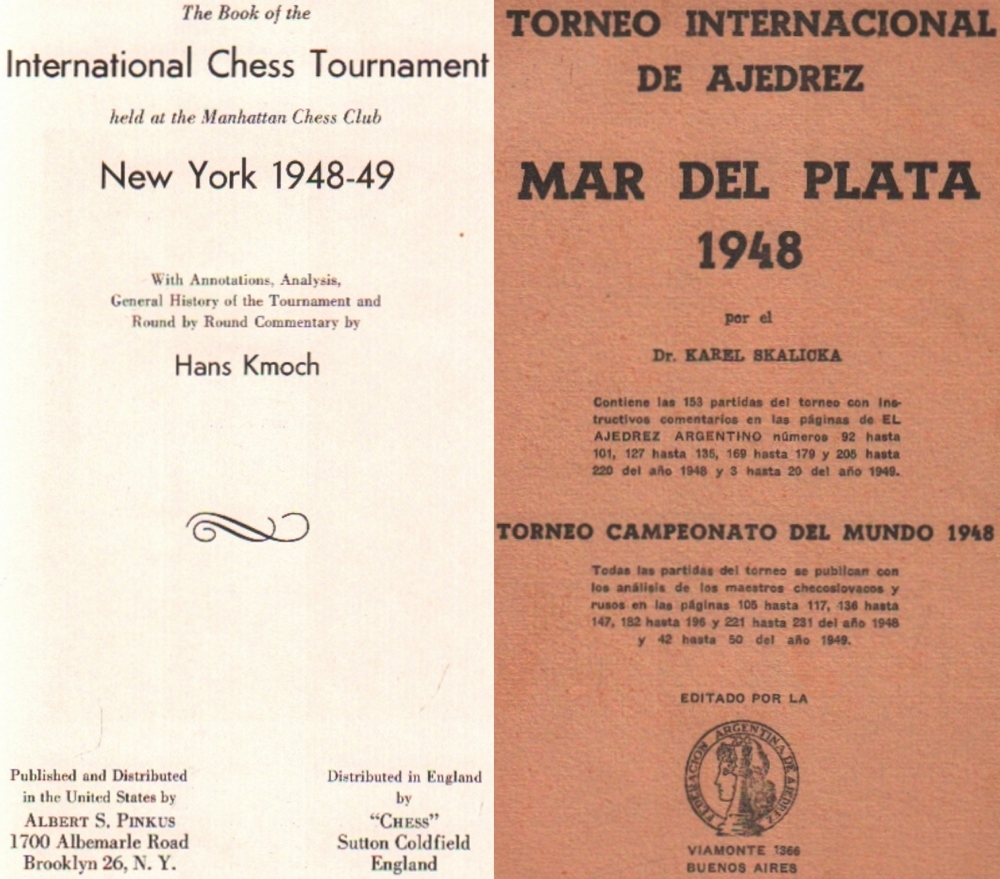 The Book of the
International Chess Tournament
held at the Manhattan Chess Club
New York 1948-49
With Annotations, Analysis,
General History of the Tournament and
Round by Round Commentary by
Hans Kmoch
Published and Distributed
in the United States by
ALBERT S. PINKUS
1700 Albemarle Road
Brooklyn 26, N. Y.
Distributed in England
by
“CHESS”
Sutton Coldfield
England
TORNEO INTERNACIONAL
DE AJEDREZ
MAR DEL PLATA
1948
por el
Dr. KAREL SKALICKA
Contiene las 153 partidas del torneo con ins-
tructivos comentarios en las páginas de EL
AJEDREZ ARGENTINO números 92 hasta
101, 127 hasta 135, 169 hasta 179 y 205 hasta
220 del año 1948 y 3 hasta 20 del año 1949.
TORNEO CAMPEONATO DEL MUNDO 1948
Todas las partidas del torneo se publican con
los análisis de los maestros checoslovacos y
rusos en las páginas 105 hasta 117, 136 hasta
147, 182 hasta 196 y 221 hasta 231 del año 1948
y 42 hasta 50 del año 1949.
EDITADO POR LA
FEDERACION ARGENTINA DE AJEDREZ
VIAMONTE 1366
BUENOS AIRES